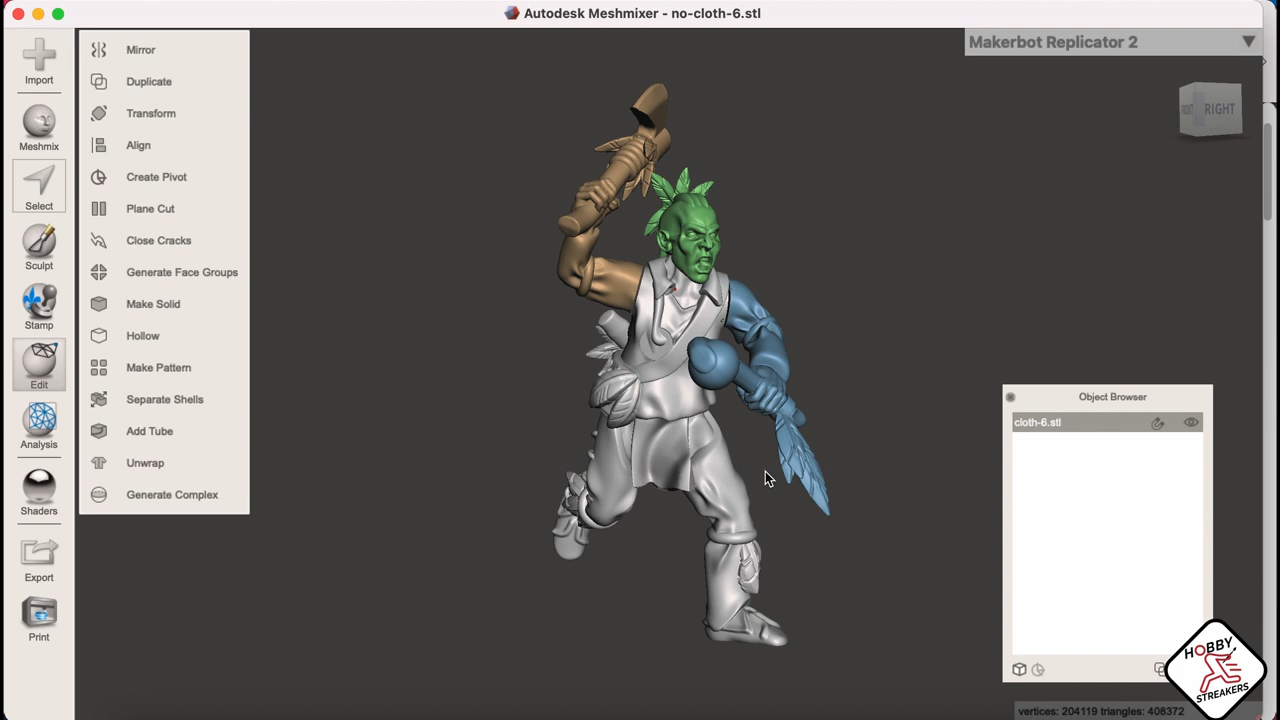 Autodesk Meshmixer - no-cloth-6.stl
Makerbot Replicator 2
Import
Meshmix
Select
Sculpt
Stamp
Edit
Analysis
Shaders
Export
Print
Mirror
Duplicate
Transform
Align
Create Pivot
Plane Cut
Close Cracks
Generate Face Groups
Make Solid
Hollow
Make Pattern
Separate Shells
Add Tube
Unwrap
Generate Complex
RIGHT
Object Browser
cloth-6.stl
HOBBY
STREAKERS
vertices: 204119 triangles: 408372